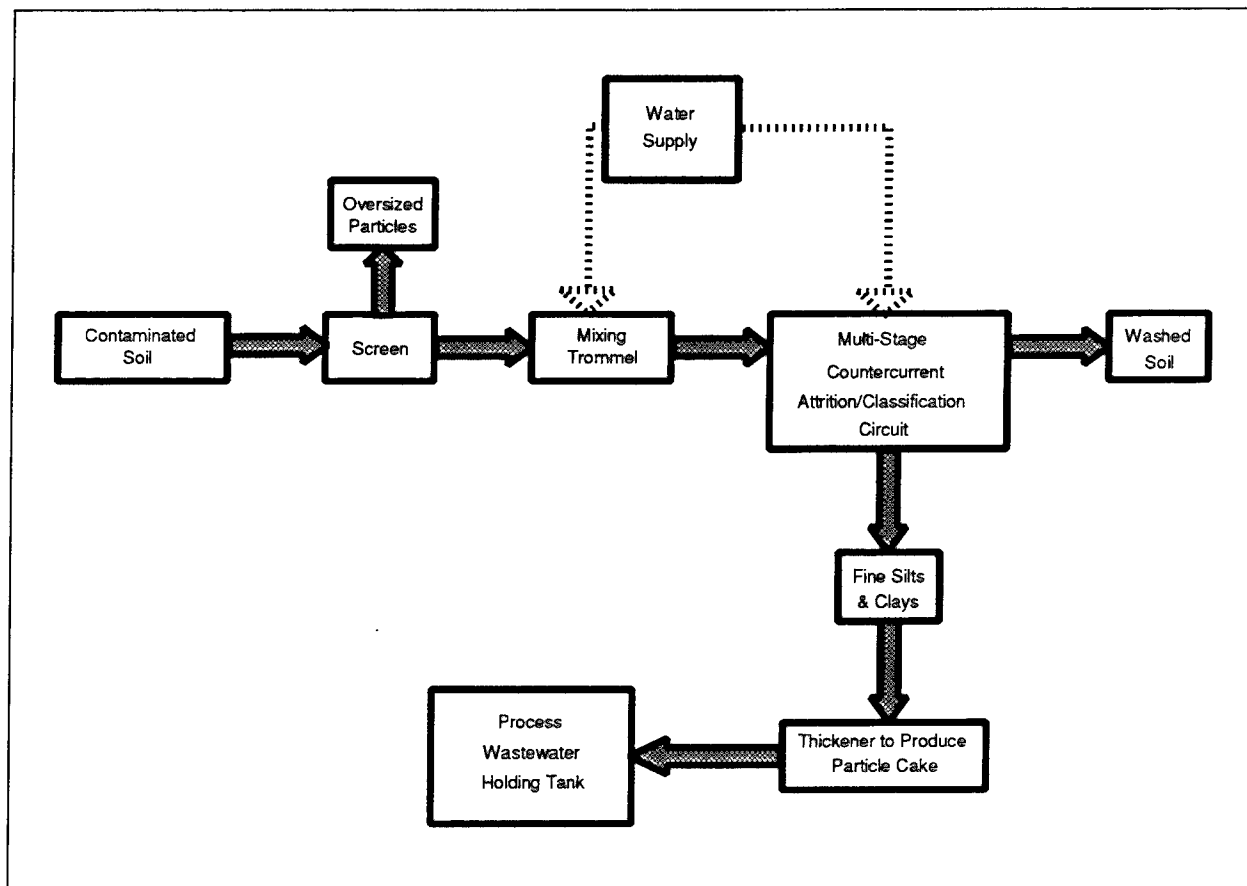 Water
Supply
Oversized
Particles
Contaminated
Soil
Screen
Mixing
Trommel
Multi-Stage
Countercurrent
Attrition/Classification
Circuit
Washed
Soil
Fine Silts
& Clays
Process
Wastewater
Holding Tank
Thickener to Produce
Particle Cake